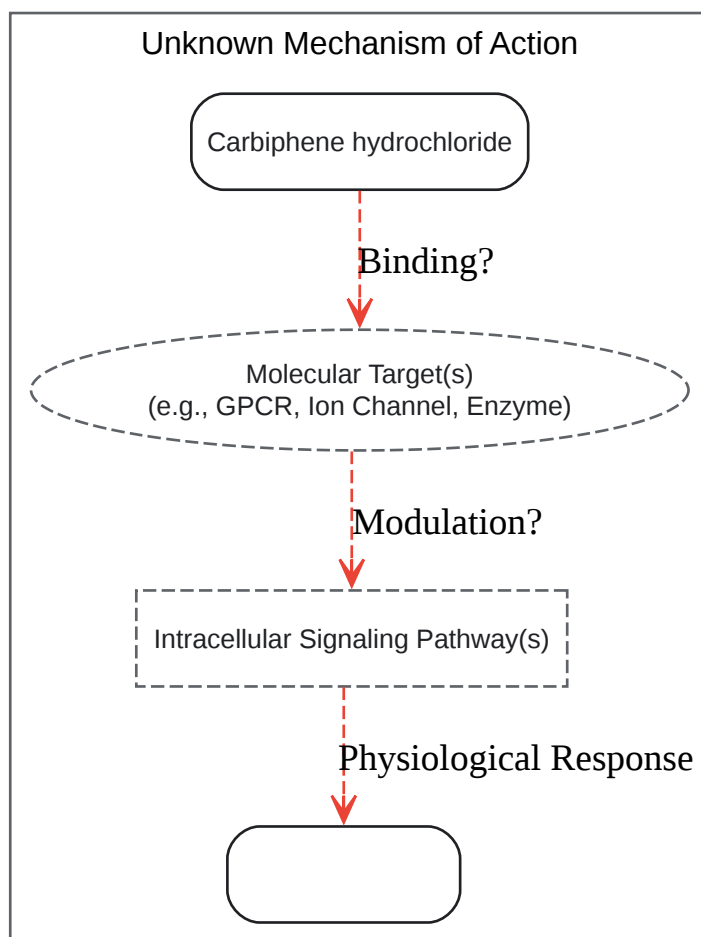 Unknown Mechanism of Action
Carbiphene hydrochloride
Binding?
Molecular Target(s)
(e.g., GPCR, Ion Channel, Enzyme)
Modulation?
Intracellular Signaling Pathway(s)
Physiological Response